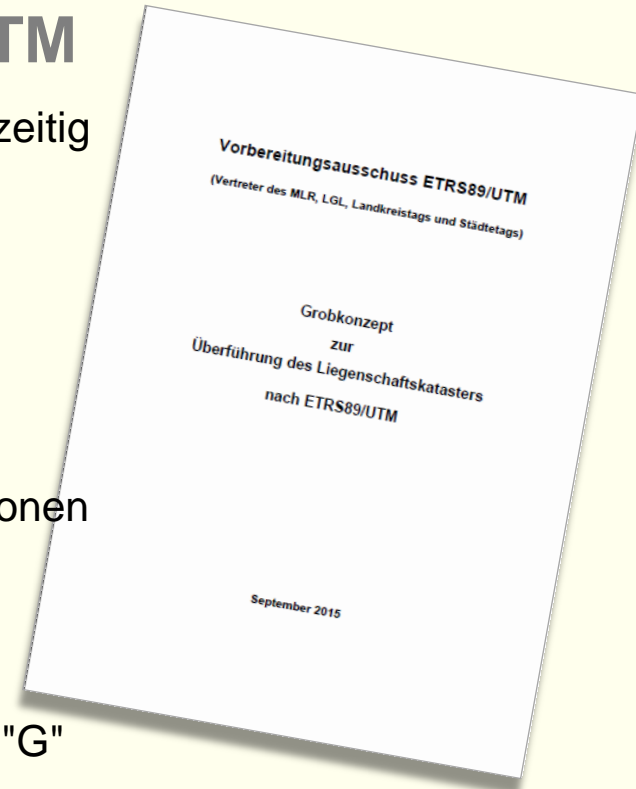 TM
zeitig
Vorbereitungsausschuss ETRS89/UTM
(Vertreter des MLR, LGL, Landkreistags und Städtetags)
Grobkonzept
zur
Überführung des Liegenschaftskatasters
nach ETRS89/UTM
onen
September 2015
"G"